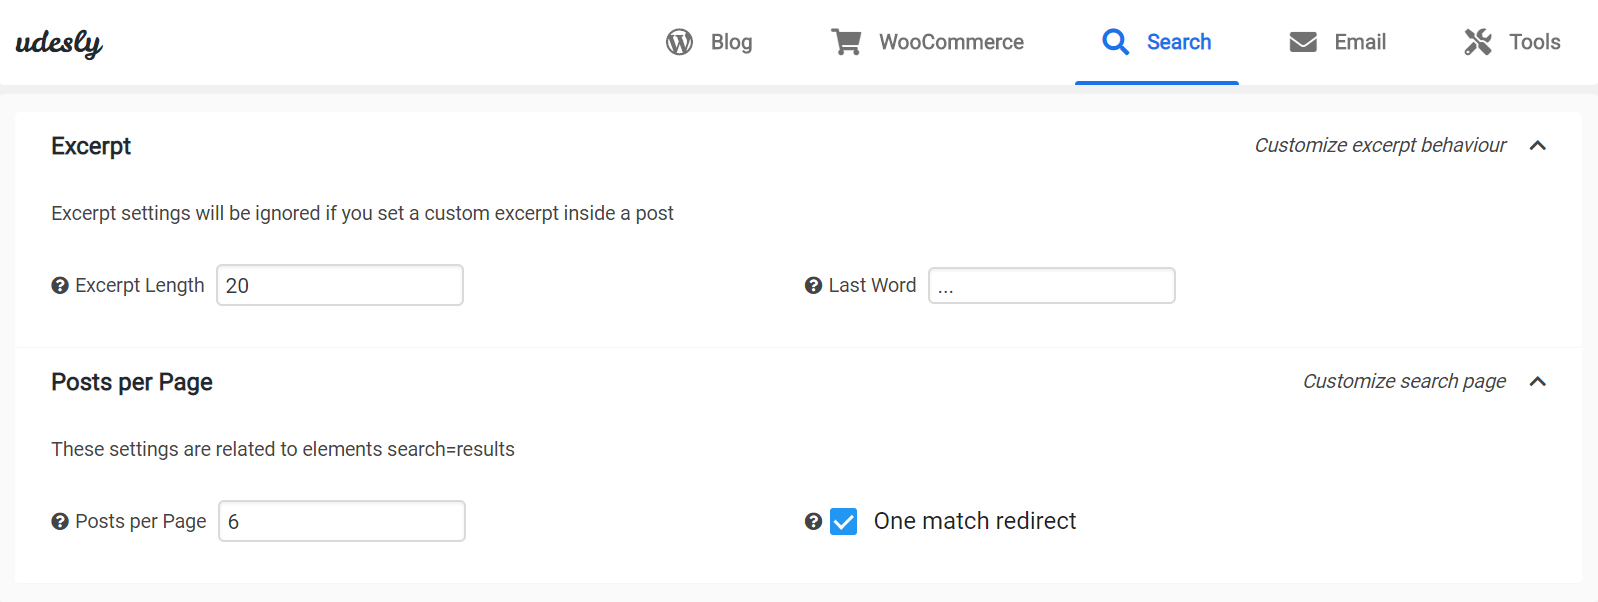 udesly Blog WooCommerce Search Email Tools
Excerpt Customize excerpt behaviour
Excerpt settings will be ignored if you set a custom excerpt inside a post
Excerpt Length 20 Last Word ...
Posts per Page Customize search page
These settings are related to elements search=results
Posts per Page 6 One match redirect